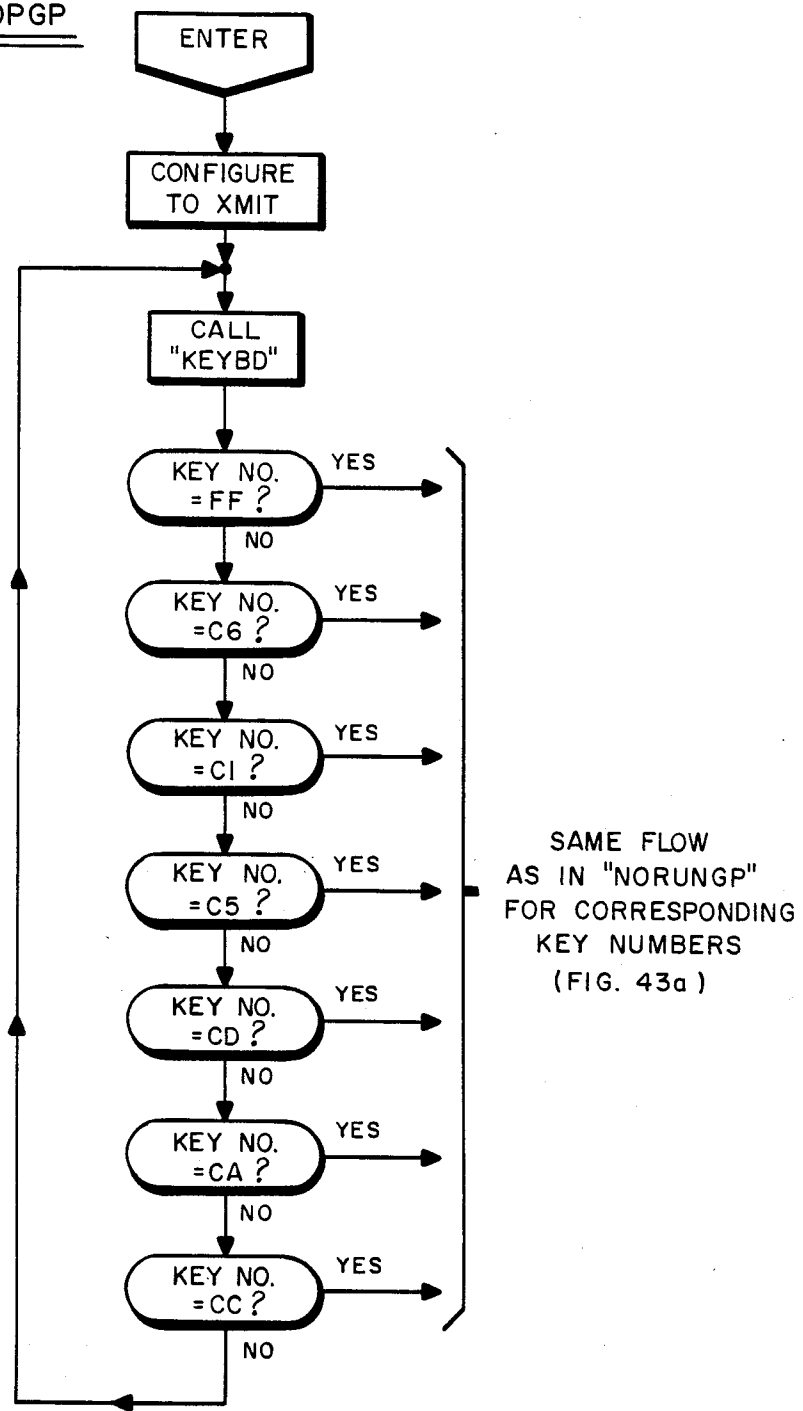 OPGP
ENTER
CONFIGURE
TO XMIT
CALL
"KEYBD"
KEY NO.
=FF?
YES
NO
KEY NO.
=C6?
YES
NO
KEY NO.
=C1?
YES
NO
KEY NO.
=C5?
YES
NO
KEY NO.
=CD?
YES
NO
KEY NO.
=CA?
YES
NO
KEY NO.
=CC?
YES
NO
SAME FLOW
AS IN "NORUNGP"
FOR CORRESPONDING
KEY NUMBERS
(FIG. 43a)